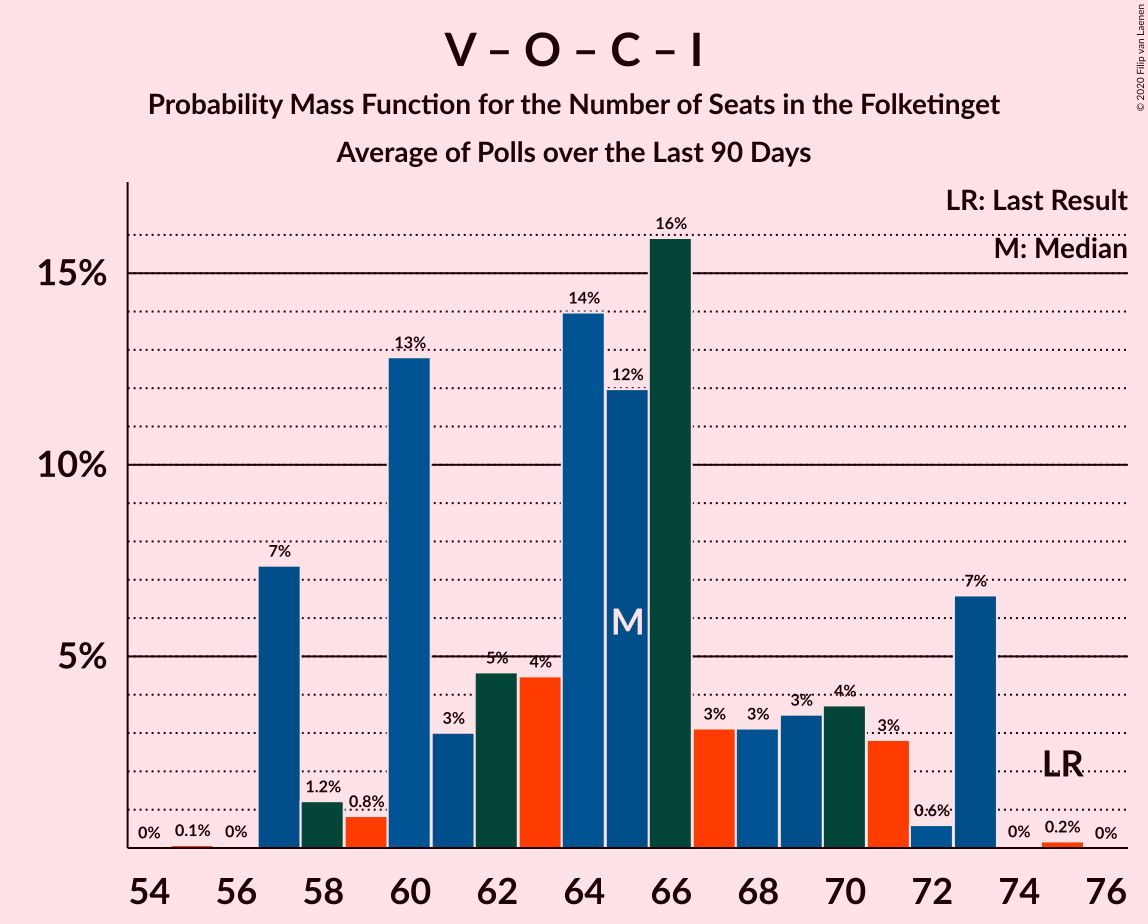 V – O – C – I
Probability Mass Function for the Number of Seats in the Folketinget
Average of Polls over the Last 90 Days
© 2020 Filip van Laenen
LR: Last Result
M: Median
15%
10%
5%
0%
0.1%
0%
7%
1.2%
0.8%
13%
3%
5%
4%
14%
12%
16%
3%
3%
3%
4%
3%
0.6%
7%
0%
0.2%
0%
M
LR
54 56 58 60 62 64 66 68 70 72 74 76